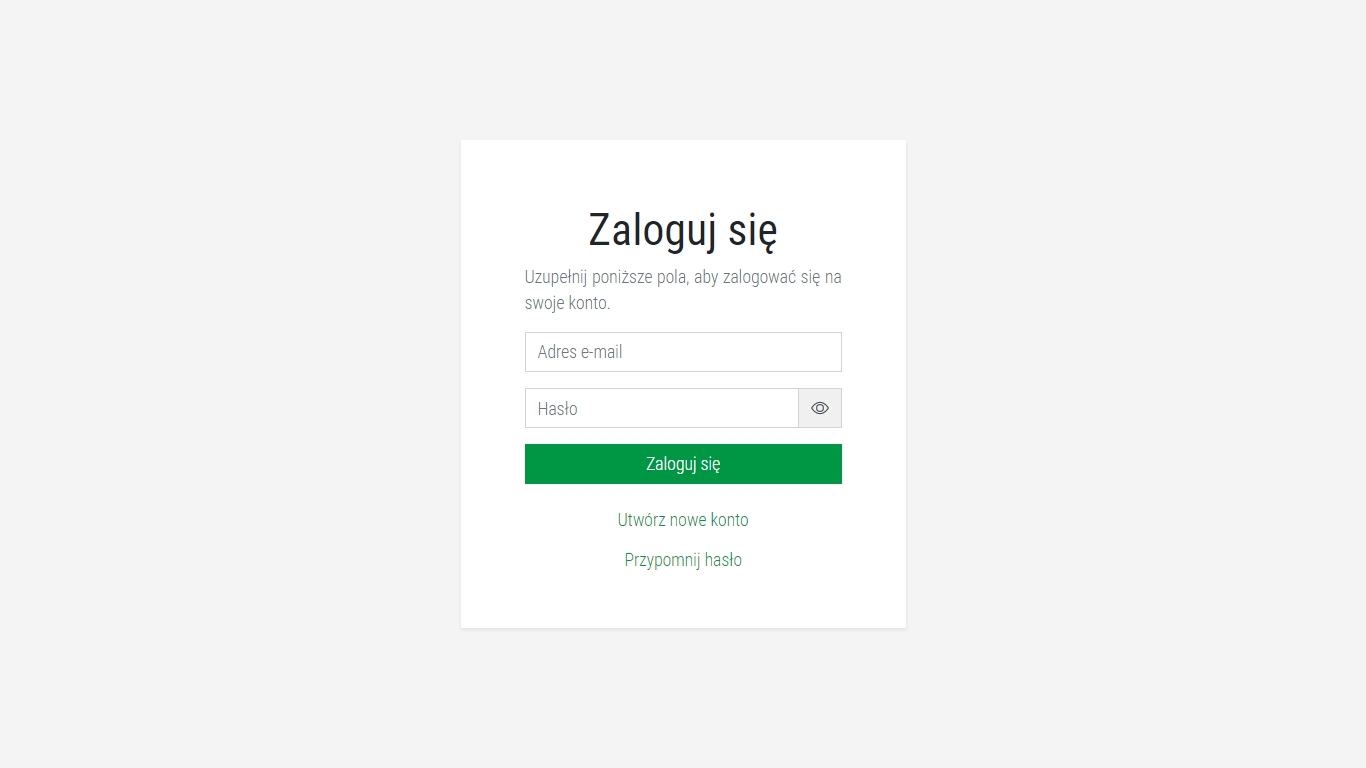 Zaloguj się
Uzupełnij poniższe pola, aby zalogować się na
swoje konto.
Adres e-mail
Hasło
Zaloguj się
Utwórz nowe konto
Przypomnij hasło